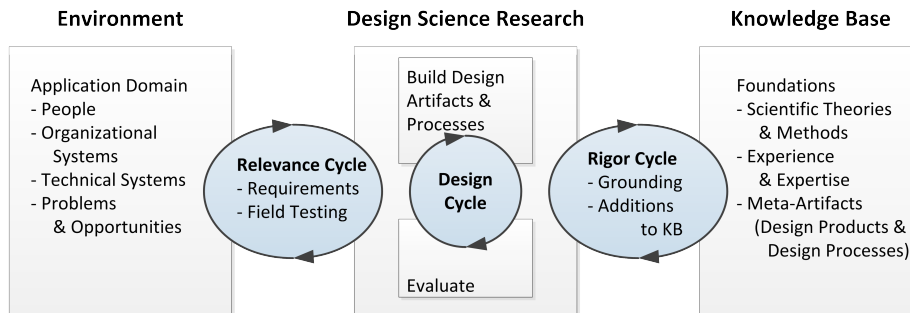 Environment
Design Science Research
Knowledge Base
Application Domain
- People
- Organizational
Systems
- Technical Systems
- Problems
& Opportunities
Relevance Cycle
- Requirements
- Field Testing
Build Design
Artifacts &
Processes
Design
Cycle
Evaluate
Rigor Cycle
- Grounding
- Additions
to KB
Foundations
- Scientific Theories
& Methods
- Experience
& Expertise
- Meta-Artifacts
(Design Products &
Design Processes)